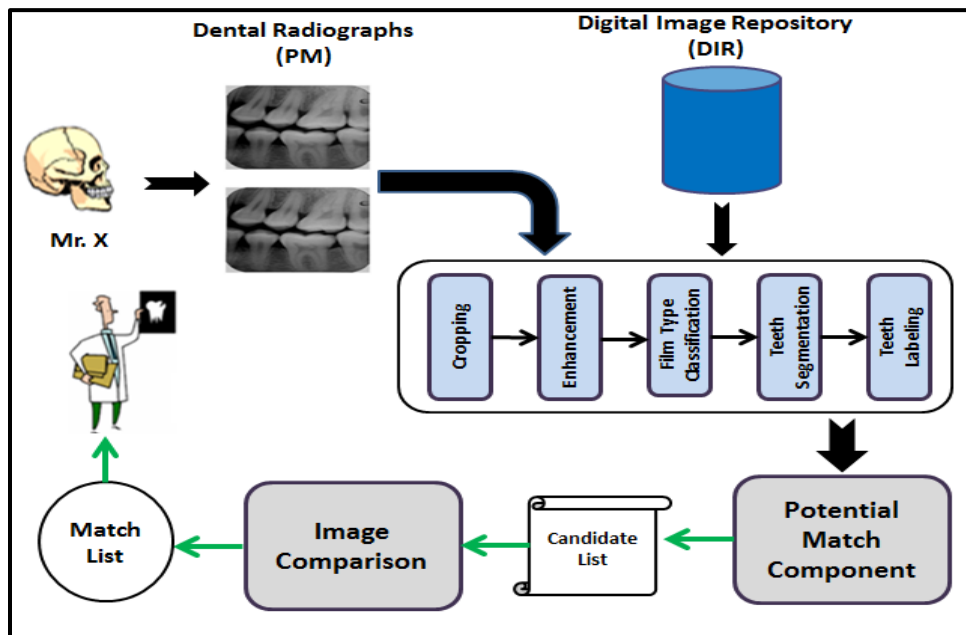 Dental Radiographs
(PM)
Digital Image Repository
(DIR)
Mr. X
Cropping
Enhancement
Film Type
Classification
Teeth
Segmentation
Teeth
Labeling
Potential
Match
Component
Candidate
List
Image
Comparison
Match
List